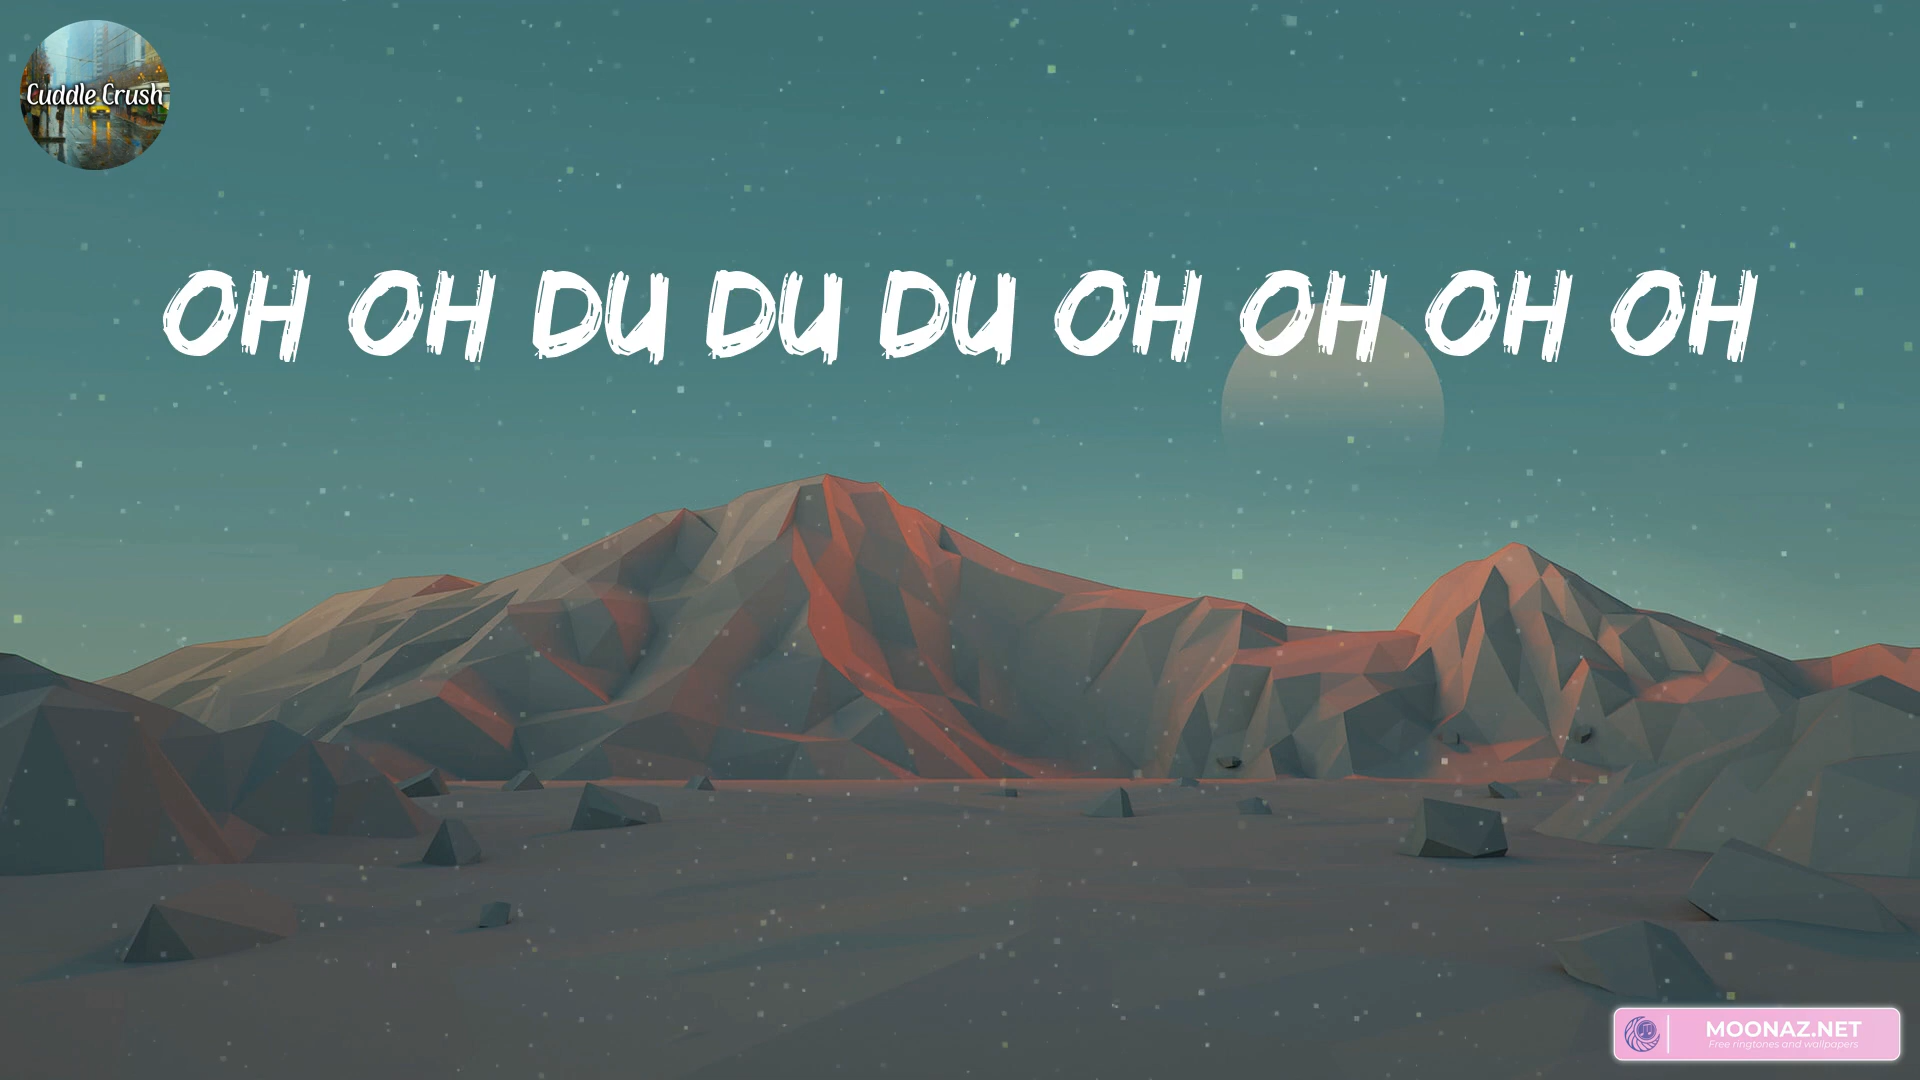 Cuddle Crush
OH OH DU DU DU OH OH OH OH
MOONAZ.NET
Free ringtones and wallpapers